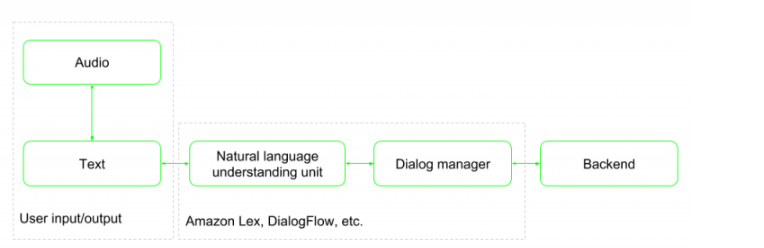 Audio
Text
Natural language
understanding unit
Dialog manager
Backend
User input/output
Amazon Lex, DialogFlow, etc.